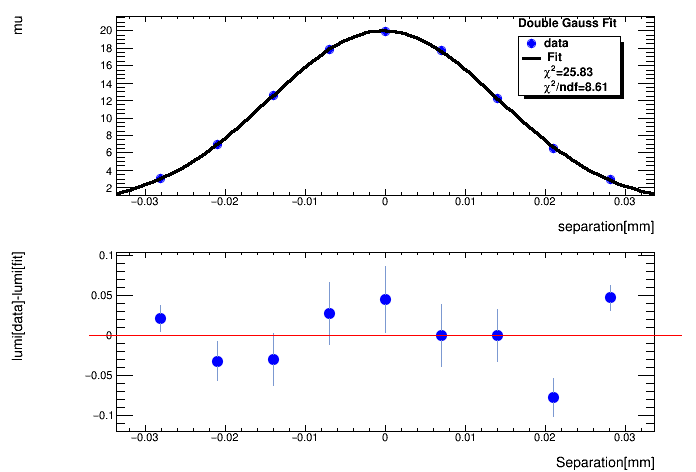 mu
Double Gauss Fit
data
Fit
χ²=25.83
χ²/ndf=8.61
20
18
16
14
12
10
8
6
4
2
−0.03 −0.02 −0.01 0 0.01 0.02 0.03
separation[mm]
lumi[data]-lumi[fit]
0.1
0.05
0
−0.05
−0.1
−0.03 −0.02 −0.01 0 0.01 0.02 0.03
Separation[mm]